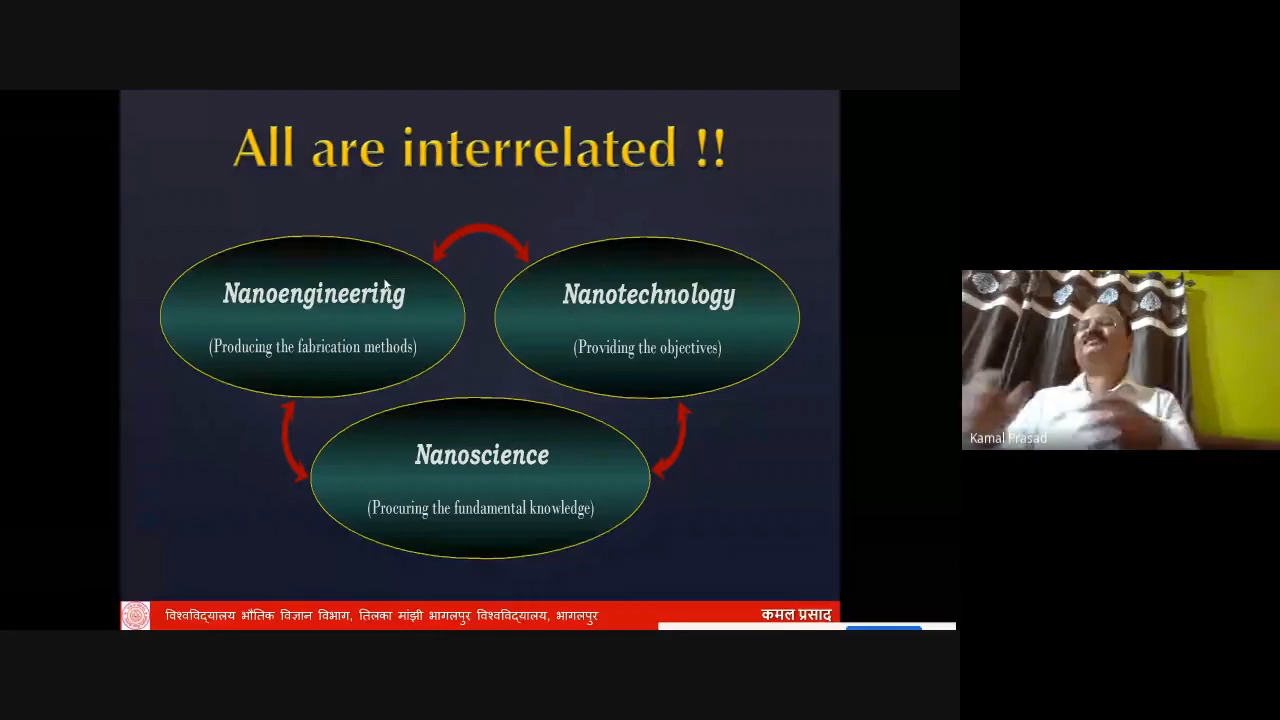 All are interrelated !!
Nanoengineering
(Producing the fabrication methods)
Nanotechnology
(Providing the objectives)
Nanoscience
(Procuring the fundamental knowledge)
Kamal Prasad
विश्वविद्यालय भौतिक विज्ञान विभाग, तिलका मांझी भागलपुर विश्वविद्यालय, भागलपुर
कमल प्रसाद